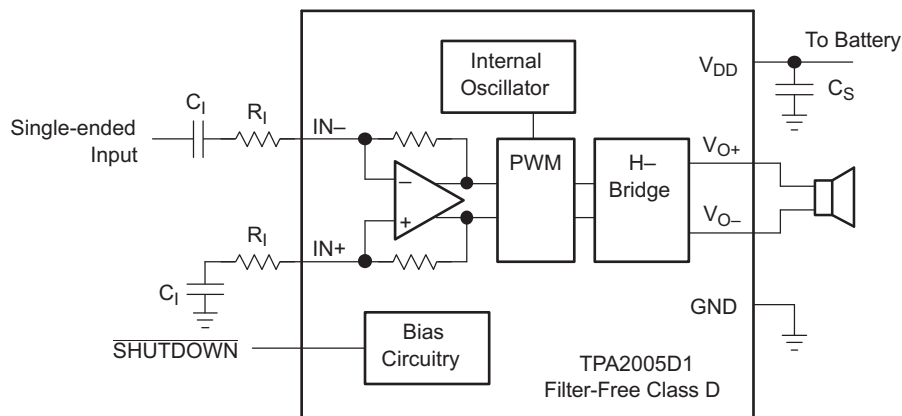 To Battery
Internal
Oscillator
V_DD
C_S
C_I
R_I
IN–
Single-ended
Input
PWM
H–
Bridge
V_O+
V_O–
–
+
R_I
IN+
C_I
GND
SHUTDOWN
Bias
Circuitry
TPA2005D1
Filter-Free Class D